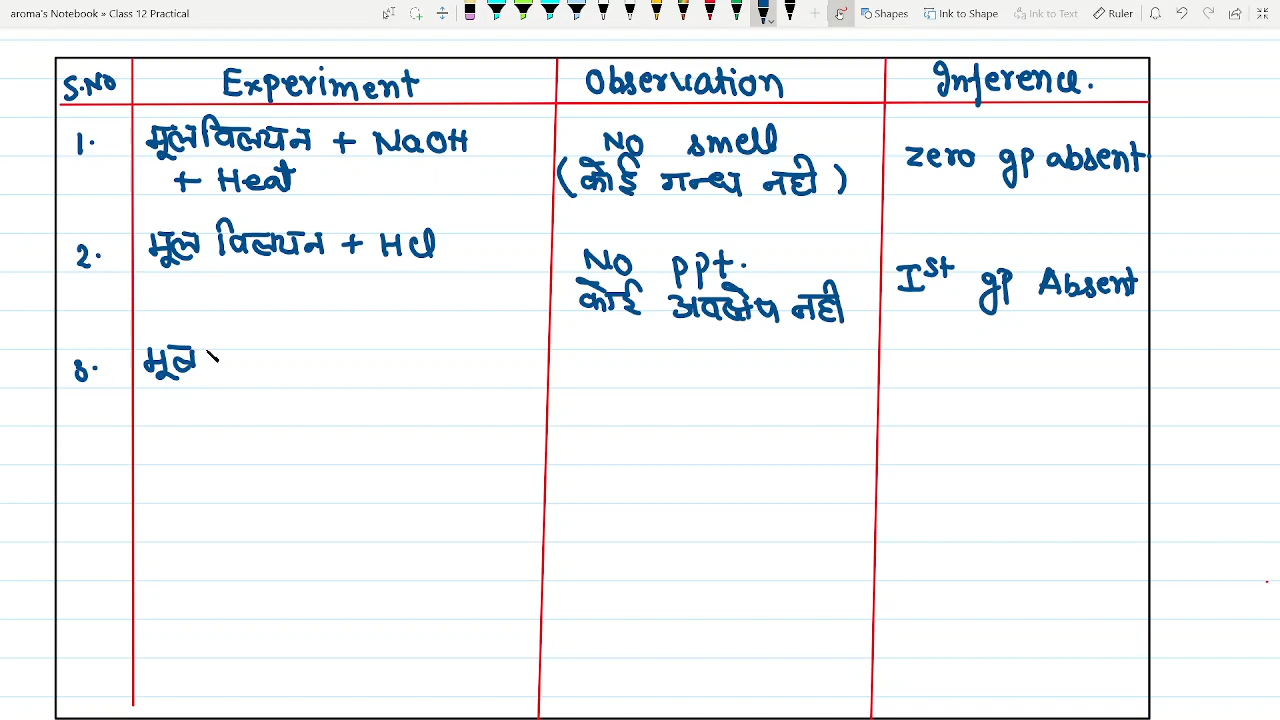 aroma's Notebook » Class 12 Practical
Shapes
Ink to Shape
Ink to Text
Ruler
S.No Experiment Observation Inference.
1. मूल विलयन + NaOH
+ Heat
No smell
(कोई गन्ध नही)
zero gp absent
2. मूल विलयन + HCl
No ppt.
कोई अवक्षेप नही
Ist gp Absent
3. मूल